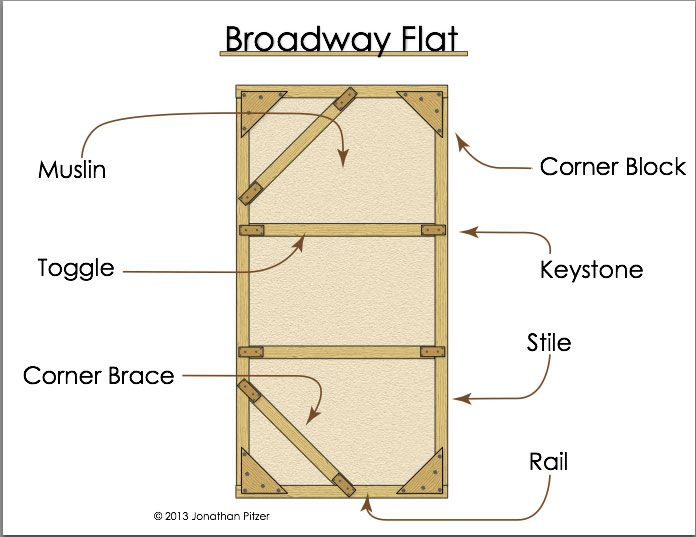 Broadway Flat
Muslin
Corner Block
Toggle
Keystone
Stile
Corner Brace
Rail
© 2013 Jonathan Pitzer